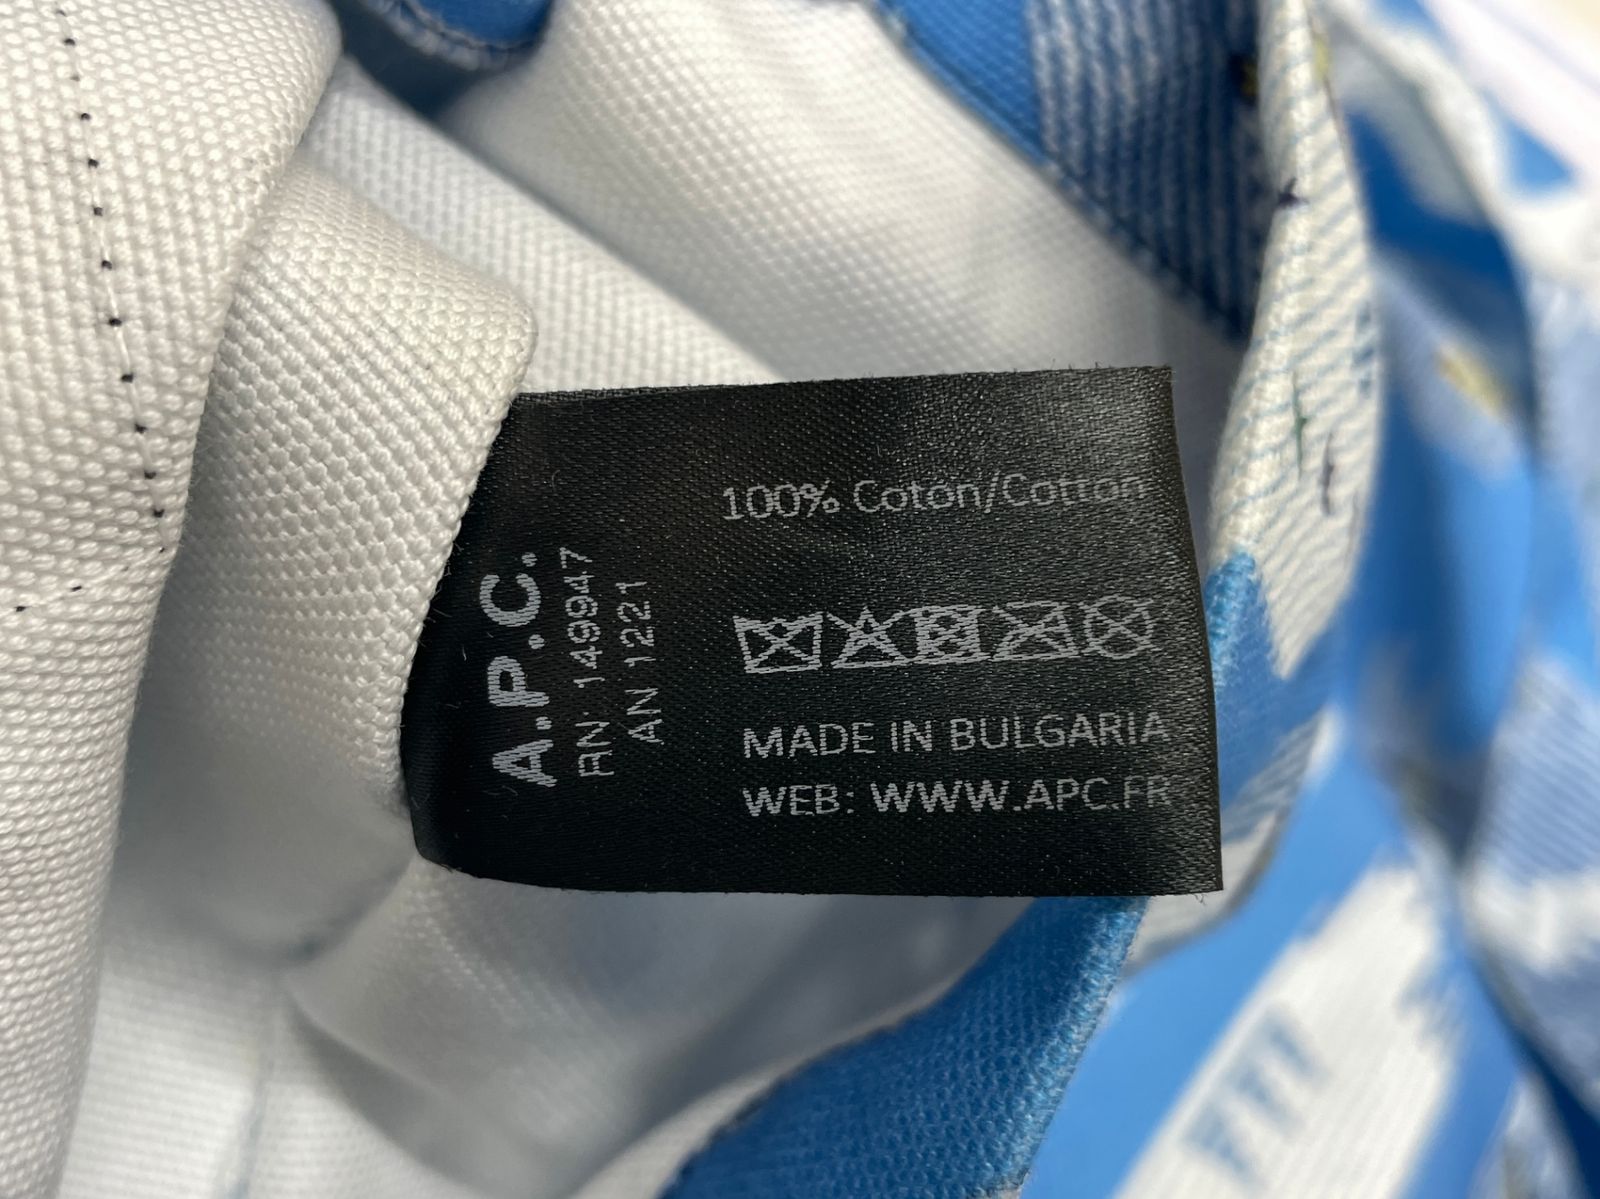 100% Coton/Cotton
MADE IN BULGARIA
WEB: WWW.APC.FR
A.P.C.
RN: 149947
AN 1221